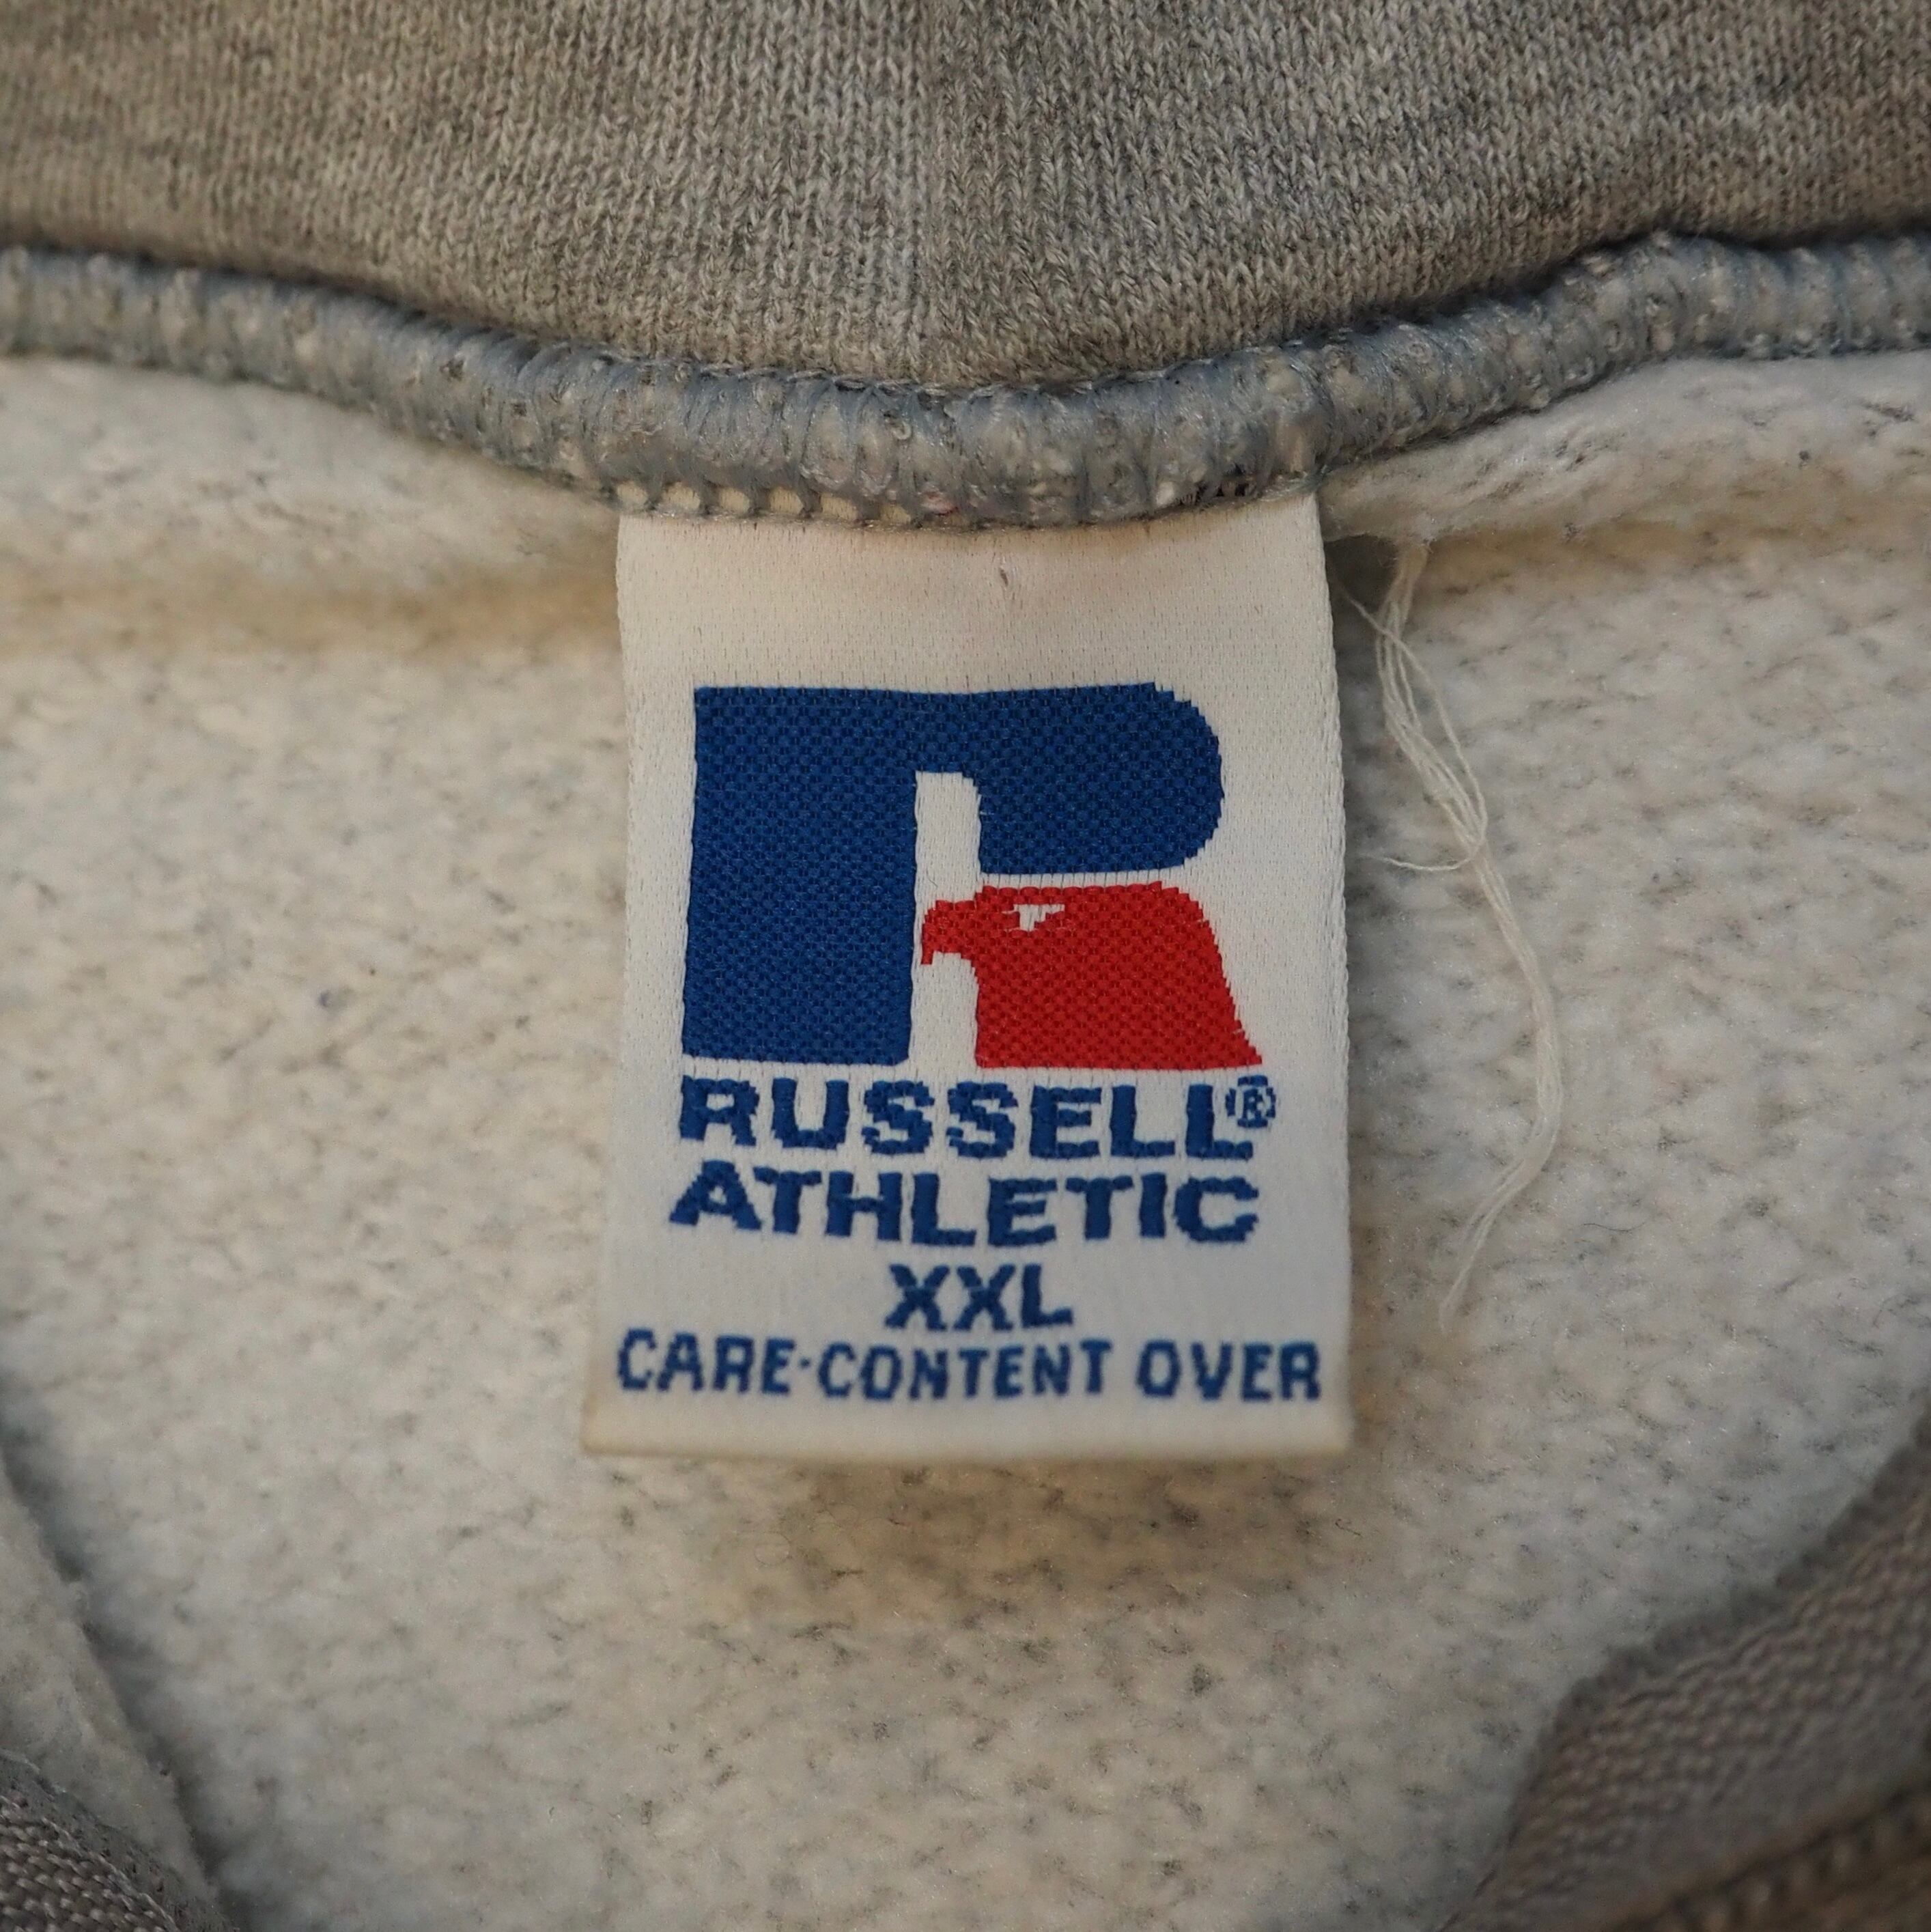 RUSSELL®
ATHLETIC
XXL
CARE·CONTENT OVER